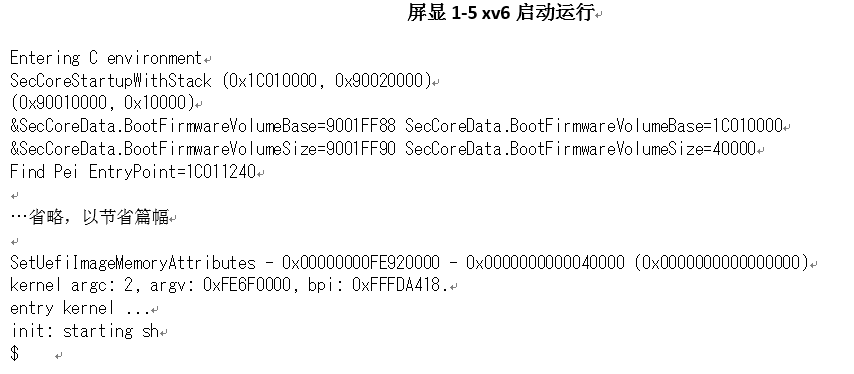 屏显 1-5 xv6 启动运行
Entering C environment
SecCoreStartupWithStack (0x1C010000, 0x90020000)
(0x90010000, 0x10000)
&SecCoreData.BootFirmwareVolumeBase=9001FF88 SecCoreData.BootFirmwareVolumeBase=1C010000
&SecCoreData.BootFirmwareVolumeSize=9001FF90 SecCoreData.BootFirmwareVolumeSize=40000
Find Pei EntryPoint=1C011240
…省略，以节省篇幅
SetUefiImageMemoryAttributes - 0x00000000FE920000 - 0x0000000000040000 (0x0000000000000000)
kernel argc: 2, argv: 0xFE6F0000, bpi: 0xFFFDA418.
entry kernel ...
init: starting sh
$